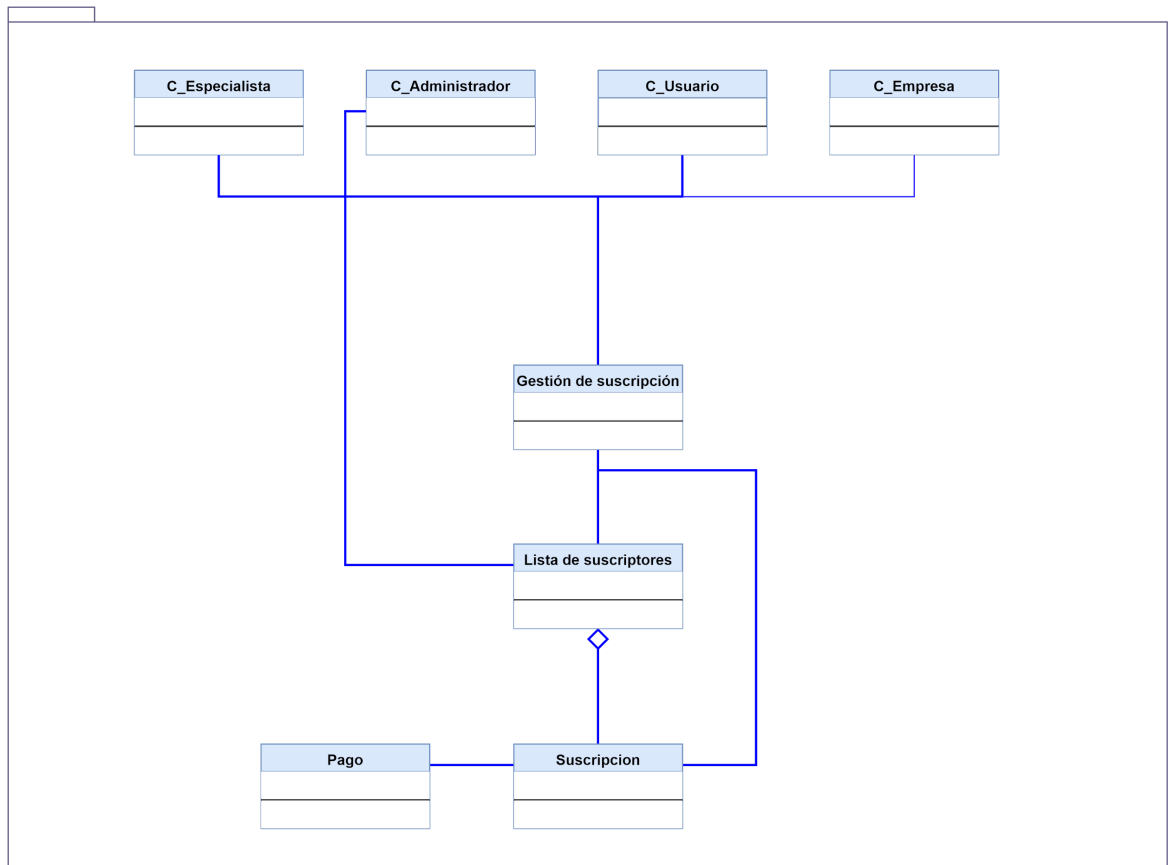 C_Especialista
C_Administrador
C_Usuario
C_Empresa
Gestión de suscripción
Lista de suscriptores
Pago
Suscripcion